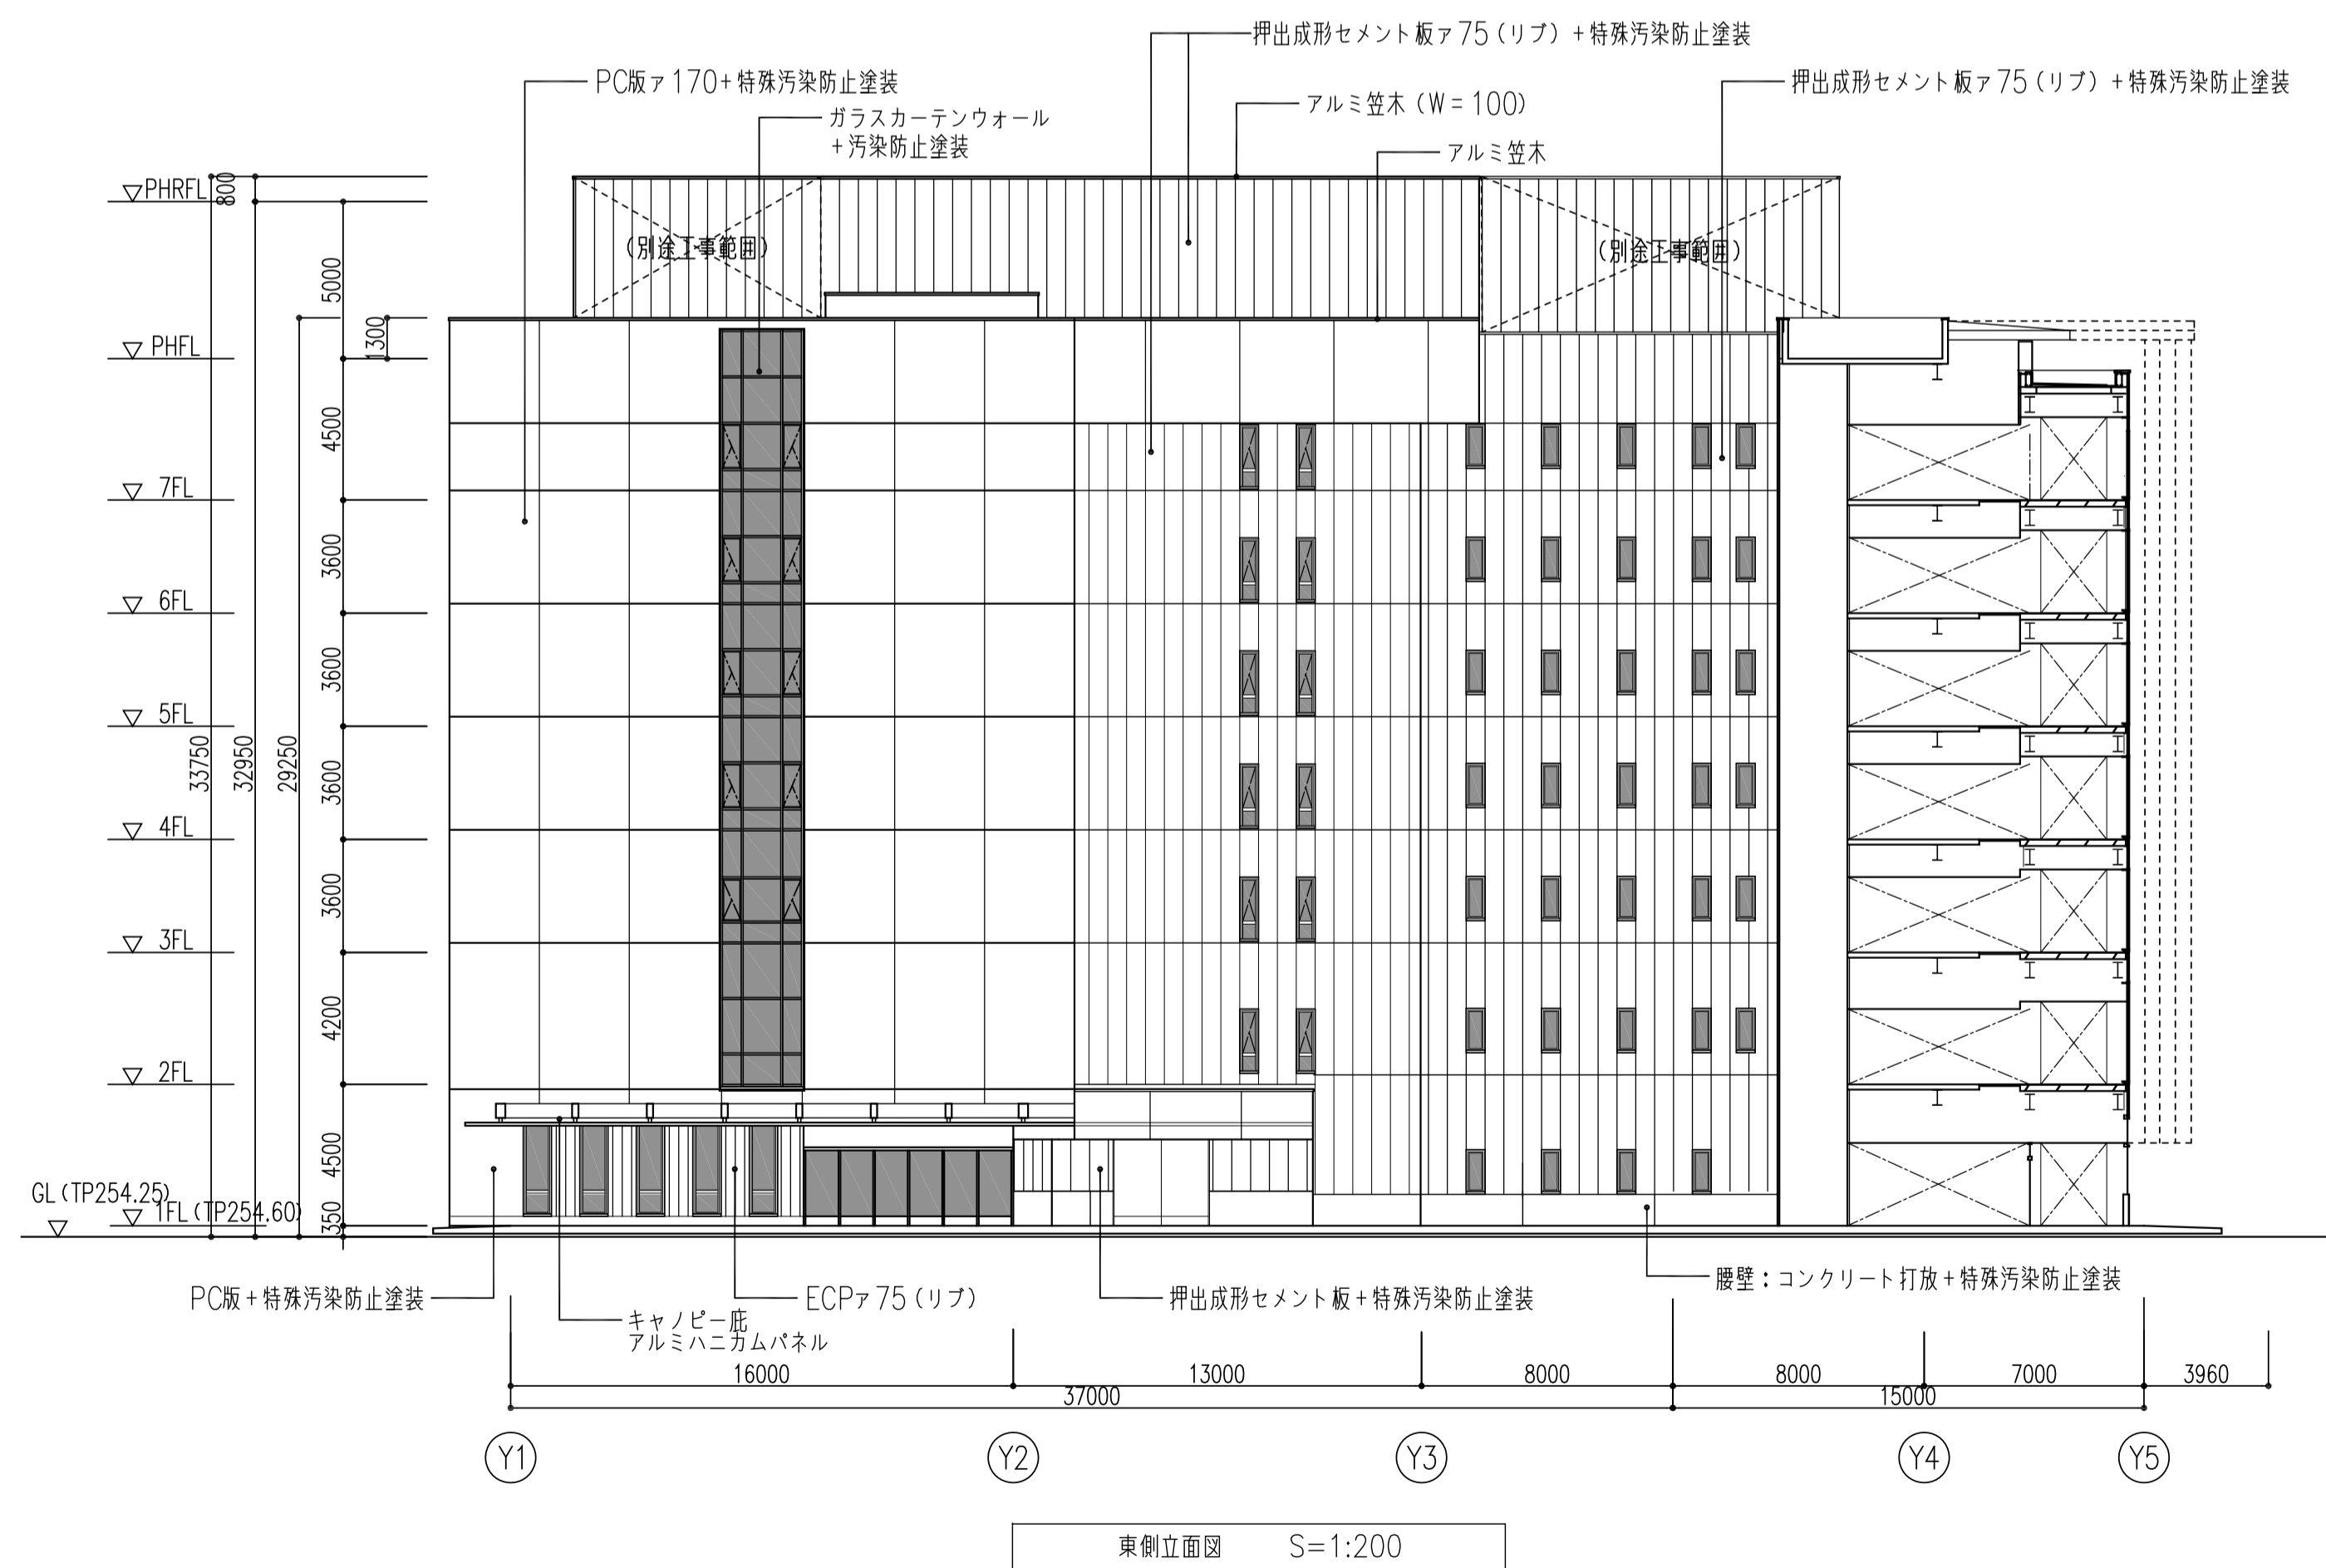 押出成形セメント板ァ75(リブ)+特殊汚染防止塗装
PC版ァ170+特殊汚染防止塗装
押出成形セメント板ァ75(リブ)+特殊汚染防止塗装
アルミ笠木(W=100)
ガラスカーテンウォール
+汚染防止塗装
アルミ笠木
PHRFL
800
(別途工事範囲)
(別途工事範囲)
5000
1300
PHFL
4500
7FL
3600
6FL
3600
5FL
33750
32950
29250
3600
4FL
3600
3FL
4200
2FL
4500
GL(TP254.25)
1FL(TP254.60)
350
PC版+特殊汚染防止塗装
ECPァ75(リブ)
押出成形セメント板+特殊汚染防止塗装
腰壁:コンクリート打放+特殊汚染防止塗装
キャノピー庇
アルミハニカムパネル
16000
13000
8000
8000
7000
3960
37000
15000
Y1
Y2
Y3
Y4
Y5
東側立面図 S=1:200